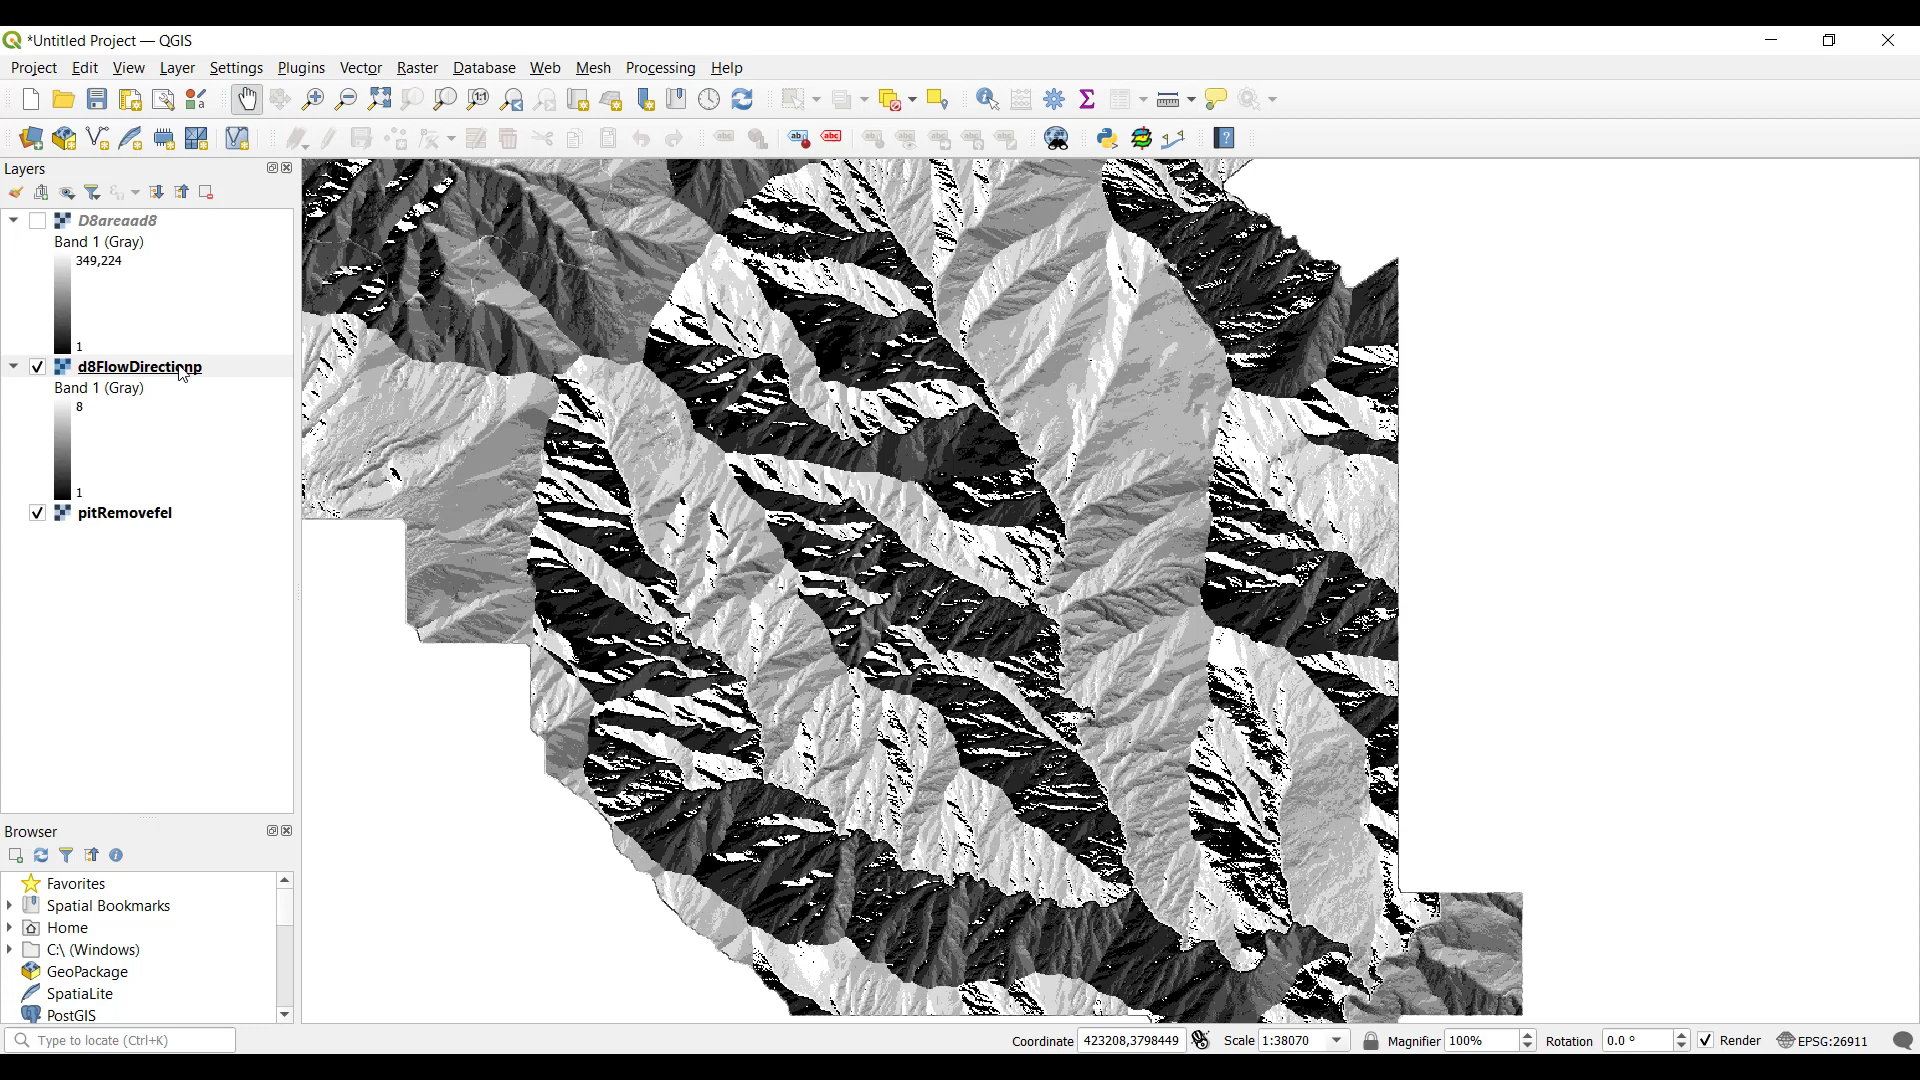 *Untitled Project — QGIS
Project Edit View Layer Settings Plugins Vector Raster Database Web Mesh Processing Help
Layers
D8areaad8
Band 1 (Gray)
349,224
1
d8FlowDirectionp
Band 1 (Gray)
8
1
pitRemovefel
Browser
Favorites
Spatial Bookmarks
Home
C:\ (Windows)
GeoPackage
SpatiaLite
PostGIS
Type to locate (Ctrl+K)
Coordinate 423208,3798449 Scale 1:38070 Magnifier 100% Rotation 0.0 ° Render EPSG:26911